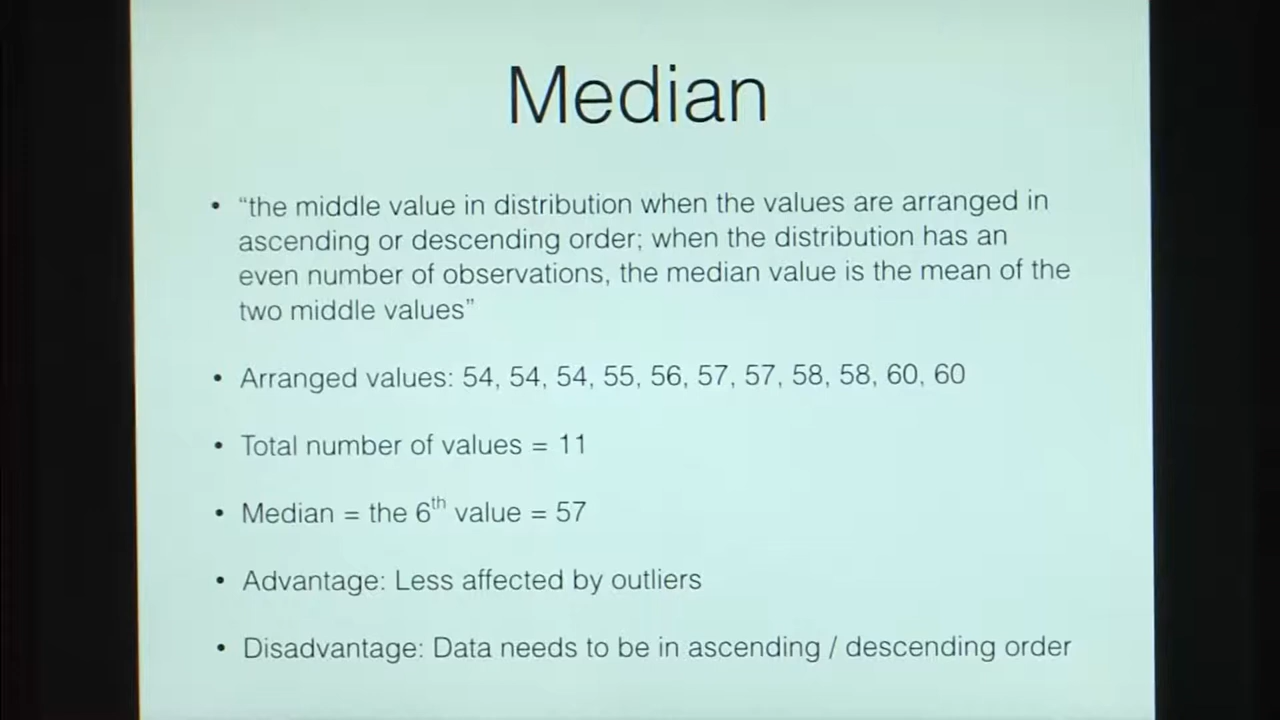 Median
• “the middle value in distribution when the values are arranged in
ascending or descending order; when the distribution has an
even number of observations, the median value is the mean of the
two middle values”
• Arranged values: 54, 54, 54, 55, 56, 57, 57, 58, 58, 60, 60
• Total number of values = 11
• Median = the 6th value = 57
• Advantage: Less affected by outliers
• Disadvantage: Data needs to be in ascending / descending order